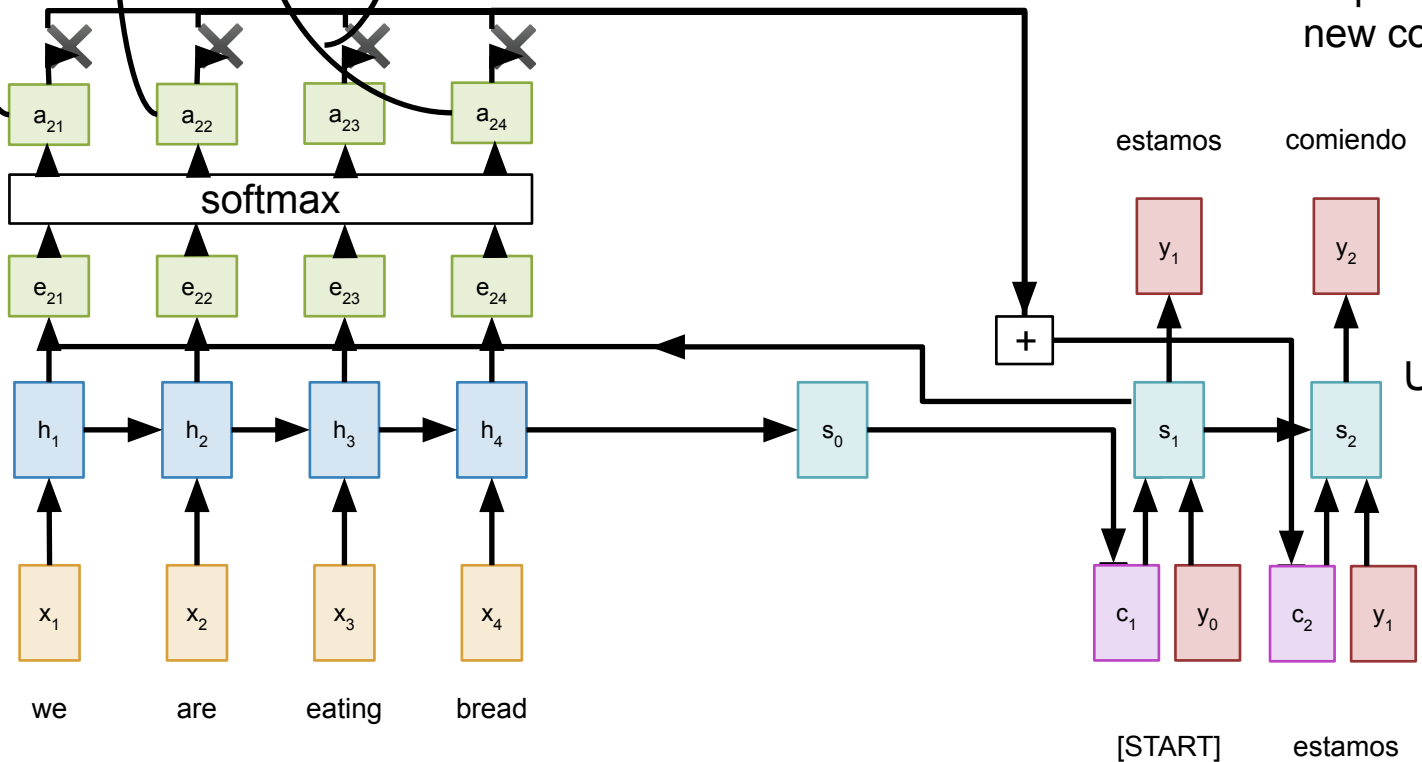 new co
a21 a22 a23 a24
estamos comiendo
softmax
y1 y2
e21 e22 e23 e24
+
U
h1 h2 h3 h4 s0 s1 s2
x1 x2 x3 x4 c1 y0 c2 y1
we are eating bread
[START] estamos